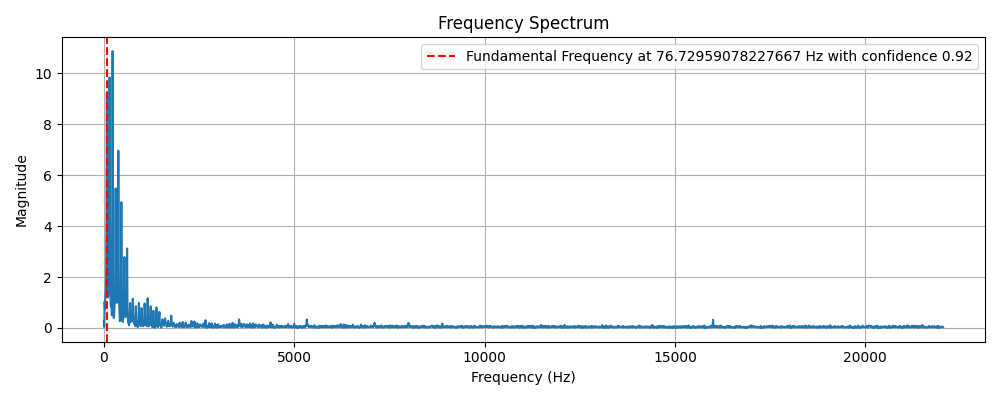 Frequency Spectrum
Fundamental Frequency at 76.72959078227667 Hz with confidence 0.92
Magnitude
10
8
6
4
2
0
0
5000
10000
15000
20000
Frequency (Hz)